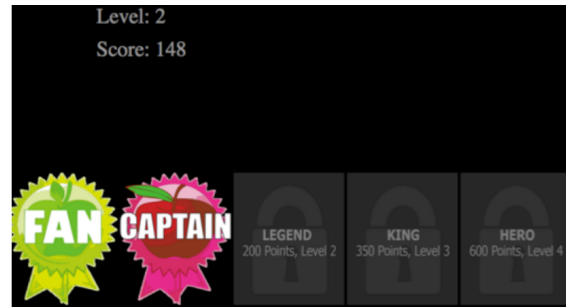 Level: 2
Score: 148
FAN
CAPTAIN
LEGEND
200 Points, Level 2
KING
350 Points, Level 3
HERO
600 Points, Level 4